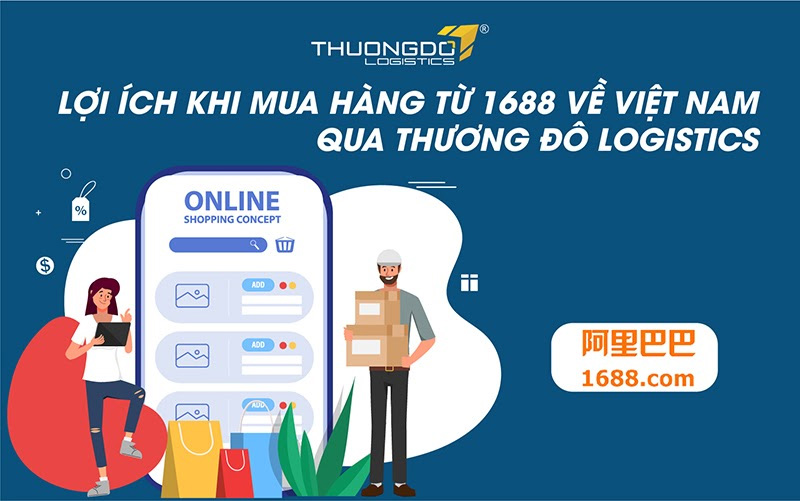 THUONGDO®
LOGISTICS
LỢI ÍCH KHI MUA HÀNG TỪ 1688 VỀ VIỆT NAM
QUA THƯƠNG ĐÔ LOGISTICS
%
$
ONLINE
SHOPPING CONCEPT
ADD
ADD
ADD
阿里巴巴
1688.com